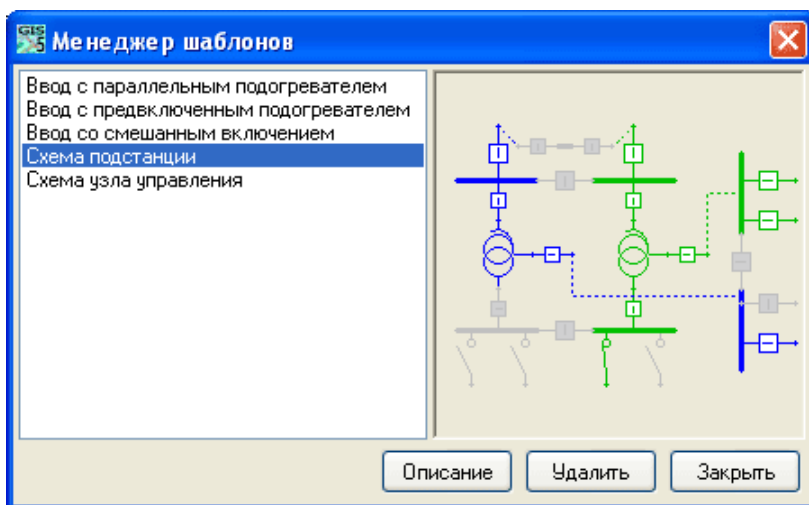 GIS
Менеджер шаблонов
Ввод с параллельным подогревателем
Ввод с предвключенным подогревателем
Ввод со смешанным включением
Схема подстанции
Схема узла управления
Описание Удалить Закрыть